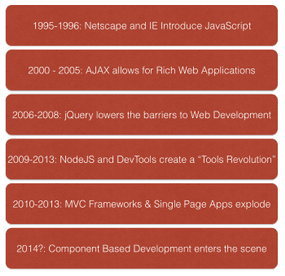 1995-1996: Netscape and IE Introduce JavaScript
2000 - 2005: AJAX allows for Rich Web Applications
2006-2008: jQuery lowers the barriers to Web Development
2009-2013: NodeJS and DevTools create a “Tools Revolution”
2010-2013: MVC Frameworks & Single Page Apps explode
2014?: Component Based Development enters the scene